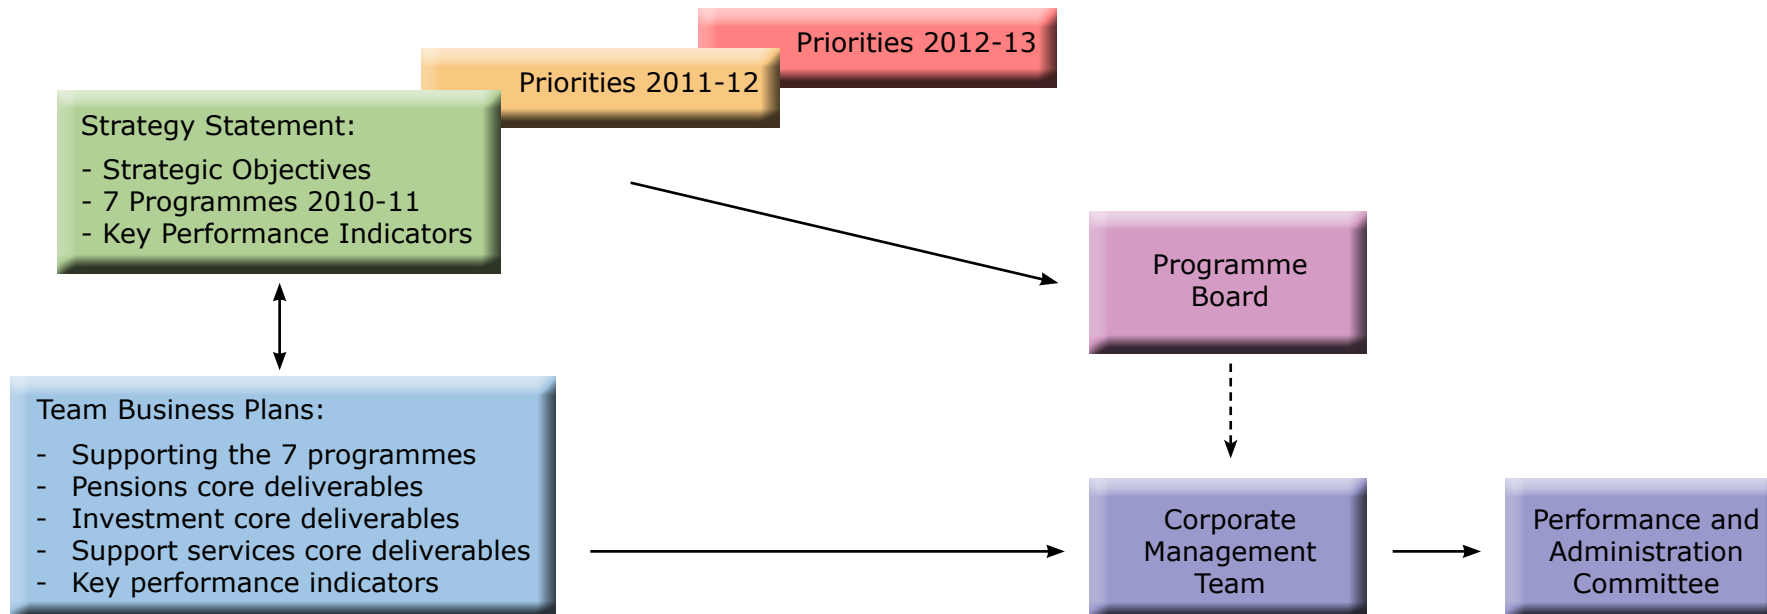 Priorities 2012-13
Priorities 2011-12
Strategy Statement:
- Strategic Objectives
- 7 Programmes 2010-11
- Key Performance Indicators
Programme
Board
Team Business Plans:
- Supporting the 7 programmes
- Pensions core deliverables
- Investment core deliverables
- Support services core deliverables
- Key performance indicators
Corporate
Management
Team
Performance and
Administration
Committee